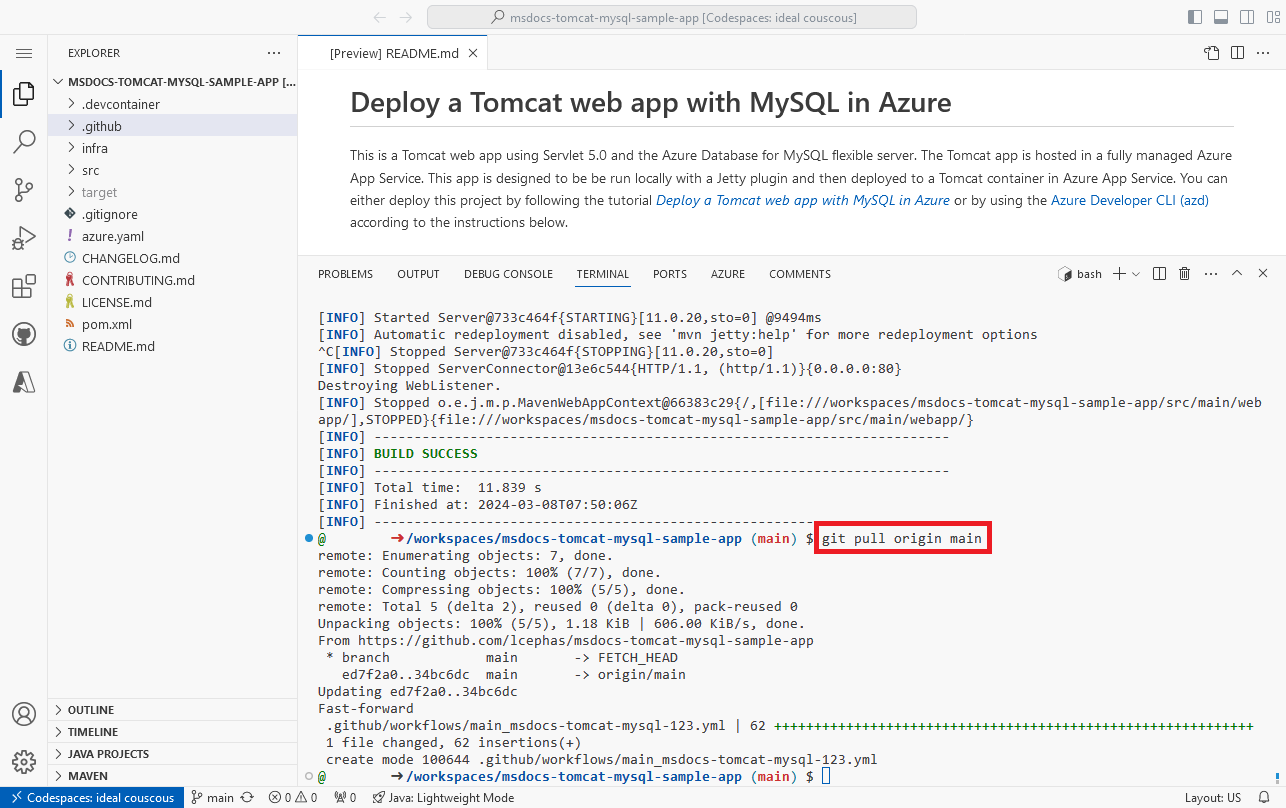 msdocs-tomcat-mysql-sample-app [Codespaces: ideal couscous]
EXPLORER
[Preview] README.md
MSDOCS-TOMCAT-MYSQL-SAMPLE-APP [...
.devcontainer
.github
infra
src
target
.gitignore
azure.yaml
CHANGELOG.md
CONTRIBUTING.md
LICENSE.md
pom.xml
README.md
OUTLINE
TIMELINE
JAVA PROJECTS
MAVEN
Deploy a Tomcat web app with MySQL in Azure
This is a Tomcat web app using Servlet 5.0 and the Azure Database for MySQL flexible server. The Tomcat app is hosted in a fully managed Azure
App Service. This app is designed to be be run locally with a Jetty plugin and then deployed to a Tomcat container in Azure App Service. You can
either deploy this project by following the tutorial Deploy a Tomcat web app with MySQL in Azure or by using the Azure Developer CLI (azd)
according to the instructions below.
PROBLEMS OUTPUT DEBUG CONSOLE TERMINAL PORTS AZURE COMMENTS bash
[INFO] Started Server@733c464f{STARTING}[11.0.20,sto=0] @9494ms
[INFO] Automatic redeployment disabled, see 'mvn jetty:help' for more redeployment options
^C[INFO] Stopped Server@733c464f{STOPPING}[11.0.20,sto=0]
[INFO] Stopped ServerConnector@13e6c544{HTTP/1.1, (http/1.1)}{0.0.0.0:80}
Destroying WebListener.
[INFO] Stopped o.e.j.m.p.MavenWebAppContext@66383c29{/,[file:///workspaces/msdocs-tomcat-mysql-sample-app/src/main/web
app/],STOPPED}{file:///workspaces/msdocs-tomcat-mysql-sample-app/src/main/webapp/}
[INFO] ------------------------------------------------------------------------
[INFO] BUILD SUCCESS
[INFO] ------------------------------------------------------------------------
[INFO] Total time:  11.839 s
[INFO] Finished at: 2024-03-08T07:50:06Z
[INFO] ------------------------------------------------------------------------
@ ➜ /workspaces/msdocs-tomcat-mysql-sample-app (main) $ git pull origin main
remote: Enumerating objects: 7, done.
remote: Counting objects: 100% (7/7), done.
remote: Compressing objects: 100% (5/5), done.
remote: Total 5 (delta 2), reused 0 (delta 0), pack-reused 0
Unpacking objects: 100% (5/5), 1.18 KiB | 606.00 KiB/s, done.
From https://github.com/lcephas/msdocs-tomcat-mysql-sample-app
* branch main -> FETCH_HEAD
ed7f2a0..34bc6dc main -> origin/main
Updating ed7f2a0..34bc6dc
Fast-forward
.github/workflows/main_msdocs-tomcat-mysql-123.yml | 62 ++++++++++++++++++++++++++++++++++++++++++++++++++++++++++++
1 file changed, 62 insertions(+)
create mode 100644 .github/workflows/main_msdocs-tomcat-mysql-123.yml
@ ➜ /workspaces/msdocs-tomcat-mysql-sample-app (main) $
Codespaces: ideal couscous main 0 0 0 Java: Lightweight Mode Layout: US